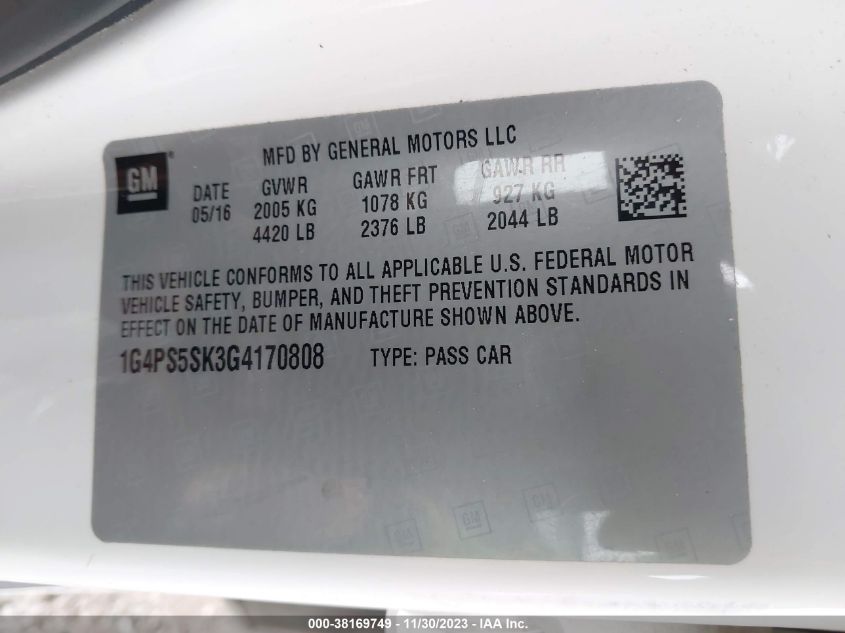 MFD BY GENERAL MOTORS LLC
GM®
DATE GVWR GAWR FRT GAWR RR
05/16 2005 KG 1078 KG 927 KG
4420 LB 2376 LB 2044 LB
THIS VEHICLE CONFORMS TO ALL APPLICABLE U.S. FEDERAL MOTOR
VEHICLE SAFETY, BUMPER, AND THEFT PREVENTION STANDARDS IN
EFFECT ON THE DATE OF MANUFACTURE SHOWN ABOVE.
1G4PS5SK3G4170808 TYPE: PASS CAR
GM GM GM
000-38169749 - 11/30/2023 - IAA Inc.